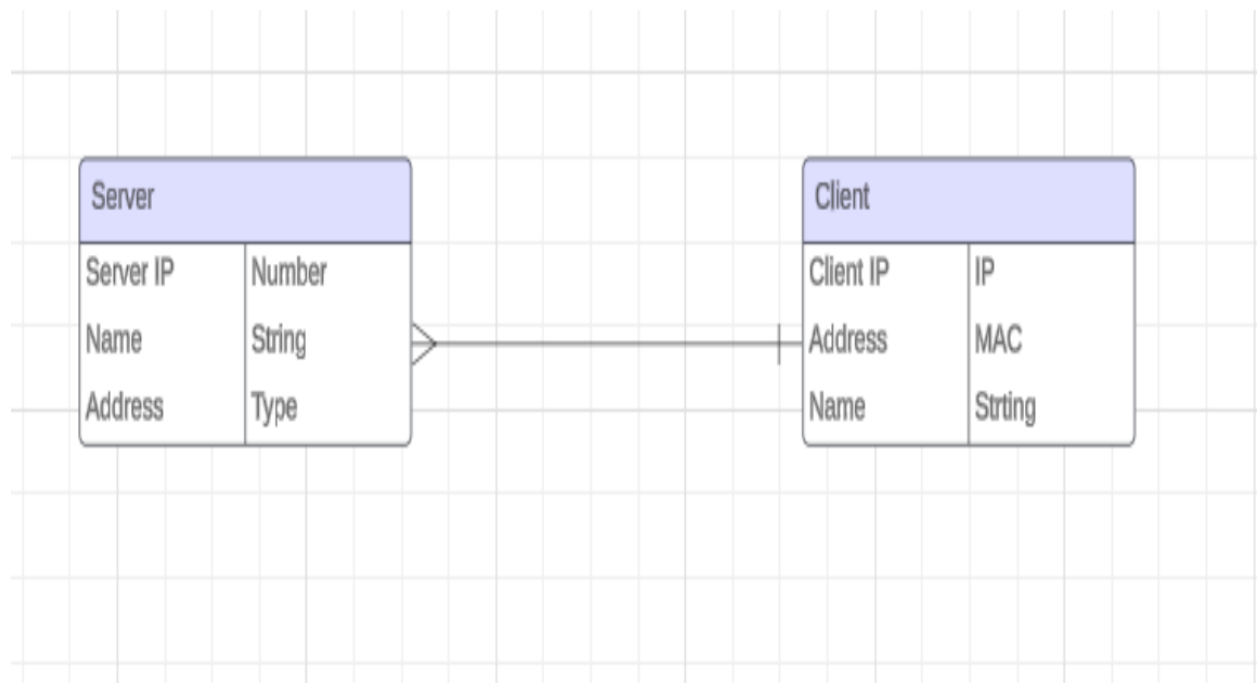 Server
Server IP Number
Name String
Address Type
Client
Client IP IP
Address MAC
Name Strting